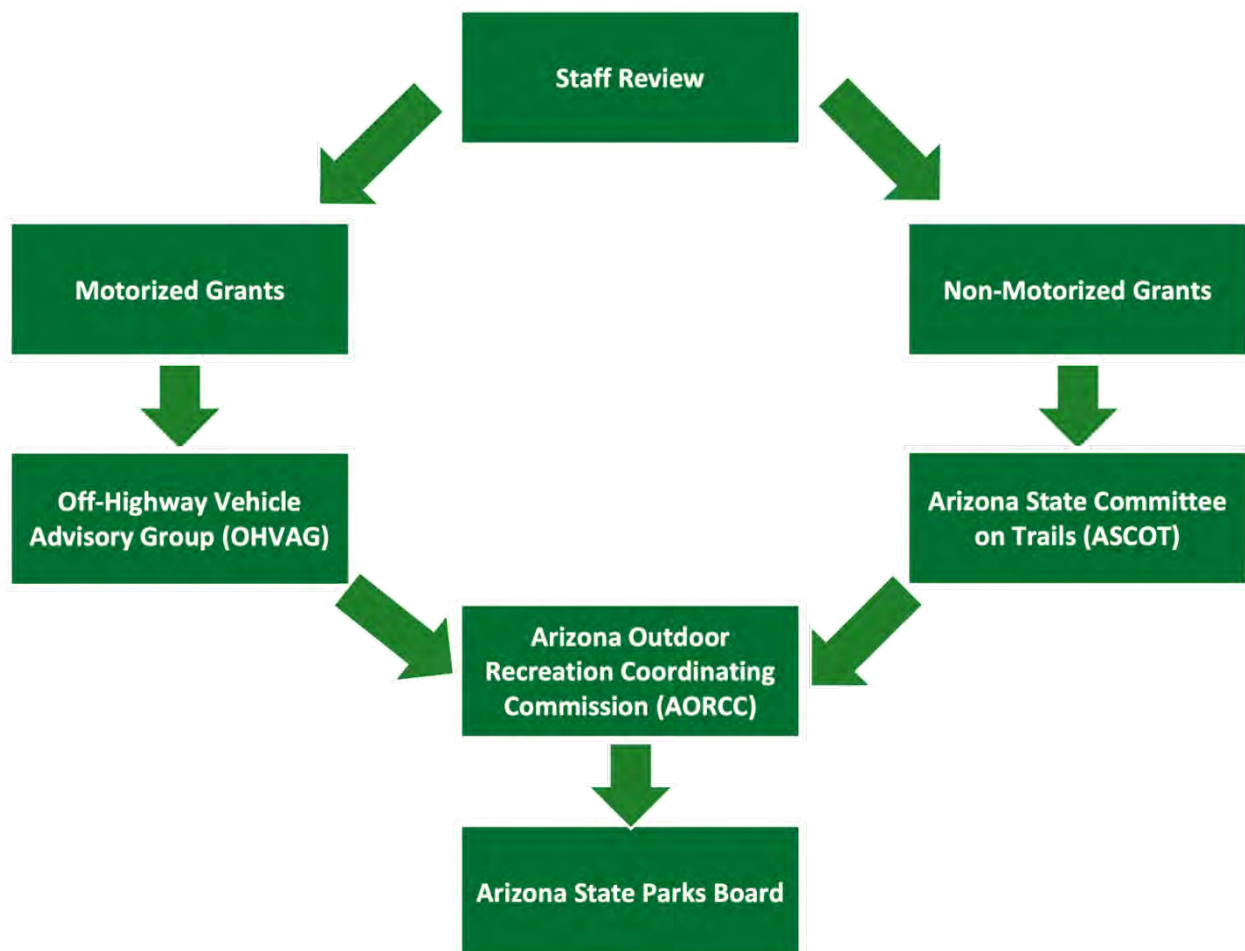 Staff Review
Motorized Grants
Non-Motorized Grants
Off-Highway Vehicle
Advisory Group (OHVAG)
Arizona State Committee
on Trails (ASCOT)
Arizona Outdoor
Recreation Coordinating
Commission (AORCC)
Arizona State Parks Board